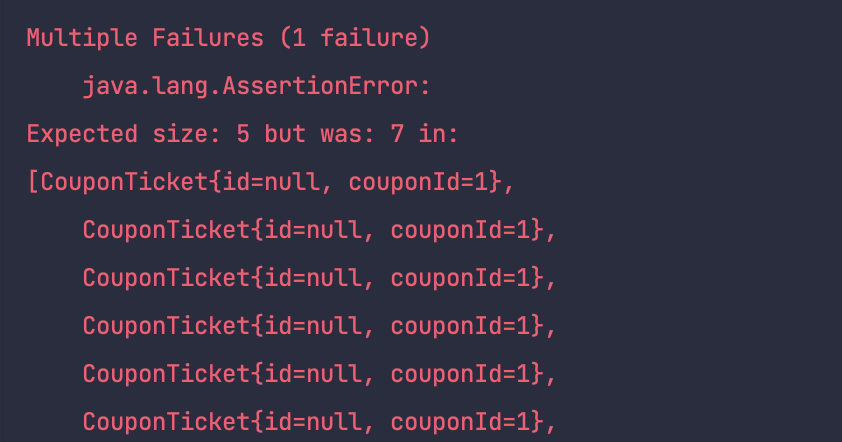 Multiple Failures (1 failure)
java.lang.AssertionError:
Expected size: 5 but was: 7 in:
[CouponTicket{id=null, couponId=1},
CouponTicket{id=null, couponId=1},
CouponTicket{id=null, couponId=1},
CouponTicket{id=null, couponId=1},
CouponTicket{id=null, couponId=1},
CouponTicket{id=null, couponId=1},